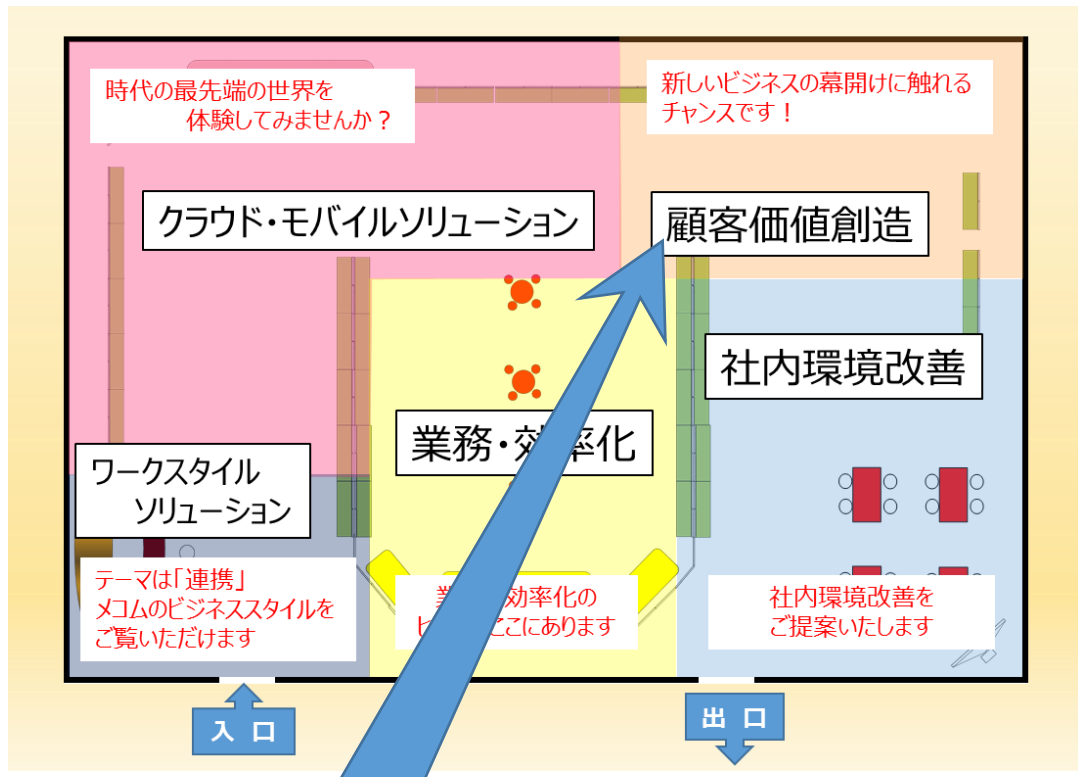 時代の最先端の世界を
体験してみませんか？
新しいビジネスの幕開けに触れる
チャンスです！
クラウド・モバイルソリューション
顧客価値創造
社内環境改善
業務・効率化
ワークスタイル
ソリューション
テーマは「連携」
メコムのビジネススタイルを
ご覧いただけます
業 効率化の
ここにあります
社内環境改善を
ご提案いたします
入 口
出 口